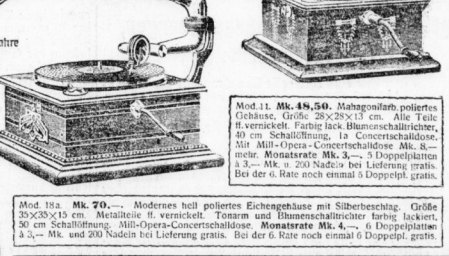 ahre
Mod. 11. Mk. 48,50. Mahagonifarb. poliertes
Gehäuse, Größe 28×28×13 cm. Alle Teile
ff. vernickelt. Farbig lack. Blumenschalltrichter,
40 cm Schallöffnung, 1a Concertschalldose.
Mit Mill-Opera-Concertschalldose Mk. 8,—
mehr. Monatsrate Mk. 3,—. 5 Doppelplatten
à 3,— Mk. u. 200 Nadeln bei Lieferung gratis.
Bei der 6. Rate noch einmal 5 Doppelpl. gratis.
Mod. 18a. Mk. 70.—. Modernes hell poliertes Eichengehäuse mit Silberbeschlag. Größe
35×35×15 cm. Metallteile ff. vernickelt. Tonarm und Blumenschalltrichter farbig lackiert,
50 cm Schallöffnung. Mill-Opera-Concertschalldose. Monatsrate Mk. 4,—. 6 Doppelplatten
à 3,— Mk. und 200 Nadeln bei Lieferung gratis. Bei der 6. Rate noch einmal 6 Doppelpl. gratis.